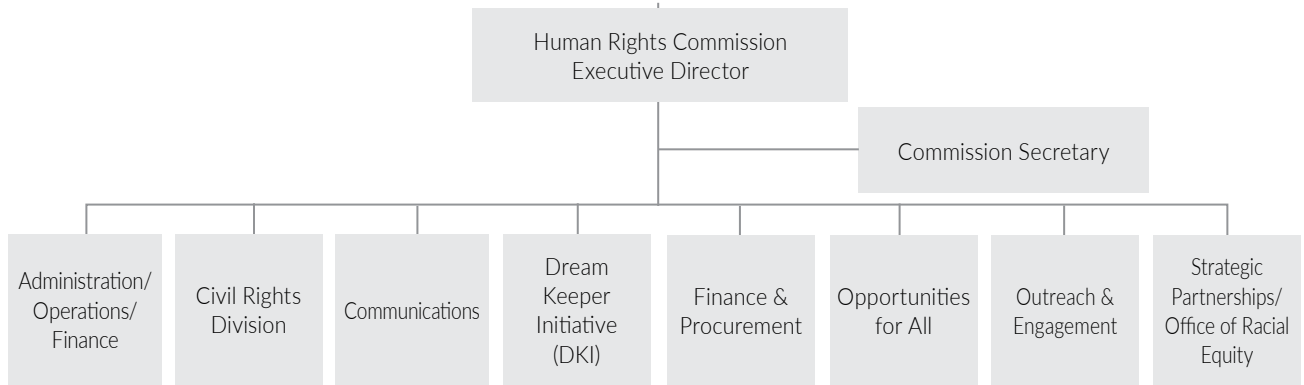 Human Rights Commission
Executive Director
Commission Secretary
Administration/
Operations/
Finance
Civil Rights
Division
Communications
Dream
Keeper
Initiative
(DKI)
Finance &
Procurement
Opportunities
for All
Outreach &
Engagement
Strategic
Partnerships/
Office of Racial
Equity